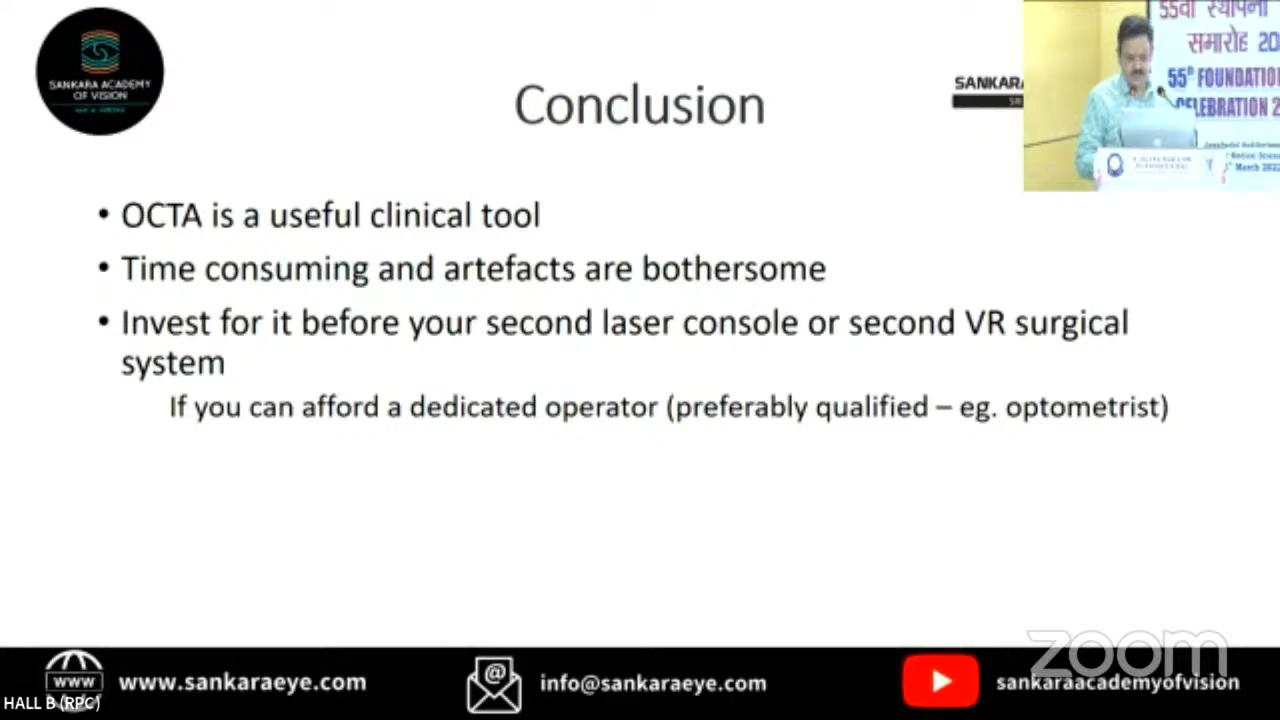 SANKARA ACADEMY
OF VISION
Conclusion
SANKARA
55वा स्थापना
समारोह 20
55th FOUNDATION
CELEBRATION 2
March 2022
• OCTA is a useful clinical tool
• Time consuming and artefacts are bothersome
• Invest for it before your second laser console or second VR surgical
system
If you can afford a dedicated operator (preferably qualified – eg. optometrist)
zoom
www
www.sankaraeye.com
@
info@sankaraeye.com
sankaraacademyofvision
HALL B (RPC)